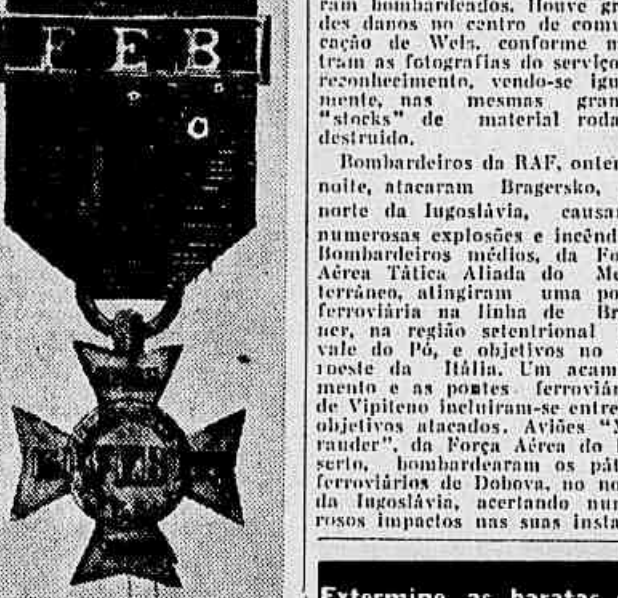 F E B
FEB
ram bombardeados. Houve gr
des danos no centro de comu
cação de Wels, conforme m
tram as fotografias do serviço
reconhecimento, vendo-se igu
mente, nas mesmas gran
"stocks" de material roda
destruido.
Bombardeiros da RAF, onte
noite, atacaram Bragersko,
norte da Iugoslávia, causa
numerosas explosões e incênd
Bombardeiros médios, da Fo
Aérea Tática Aliada do Me
terrâneo, atingiram uma po
ferroviária na linha de Br
ner, na região setentrional
vale do Pó, e objetivos no
roeste da Itália. Um acam
mento e as pontes ferroviár
de Vipiteno incluiram-se entre
objetivos atacados. Aviões "
rauder", da Força Aérea do
serto, bombardearam os pát
ferroviários de Dobova, no no
da Iugoslávia, acertando num
rosos impactos nas suas insta
Extermine as baratas